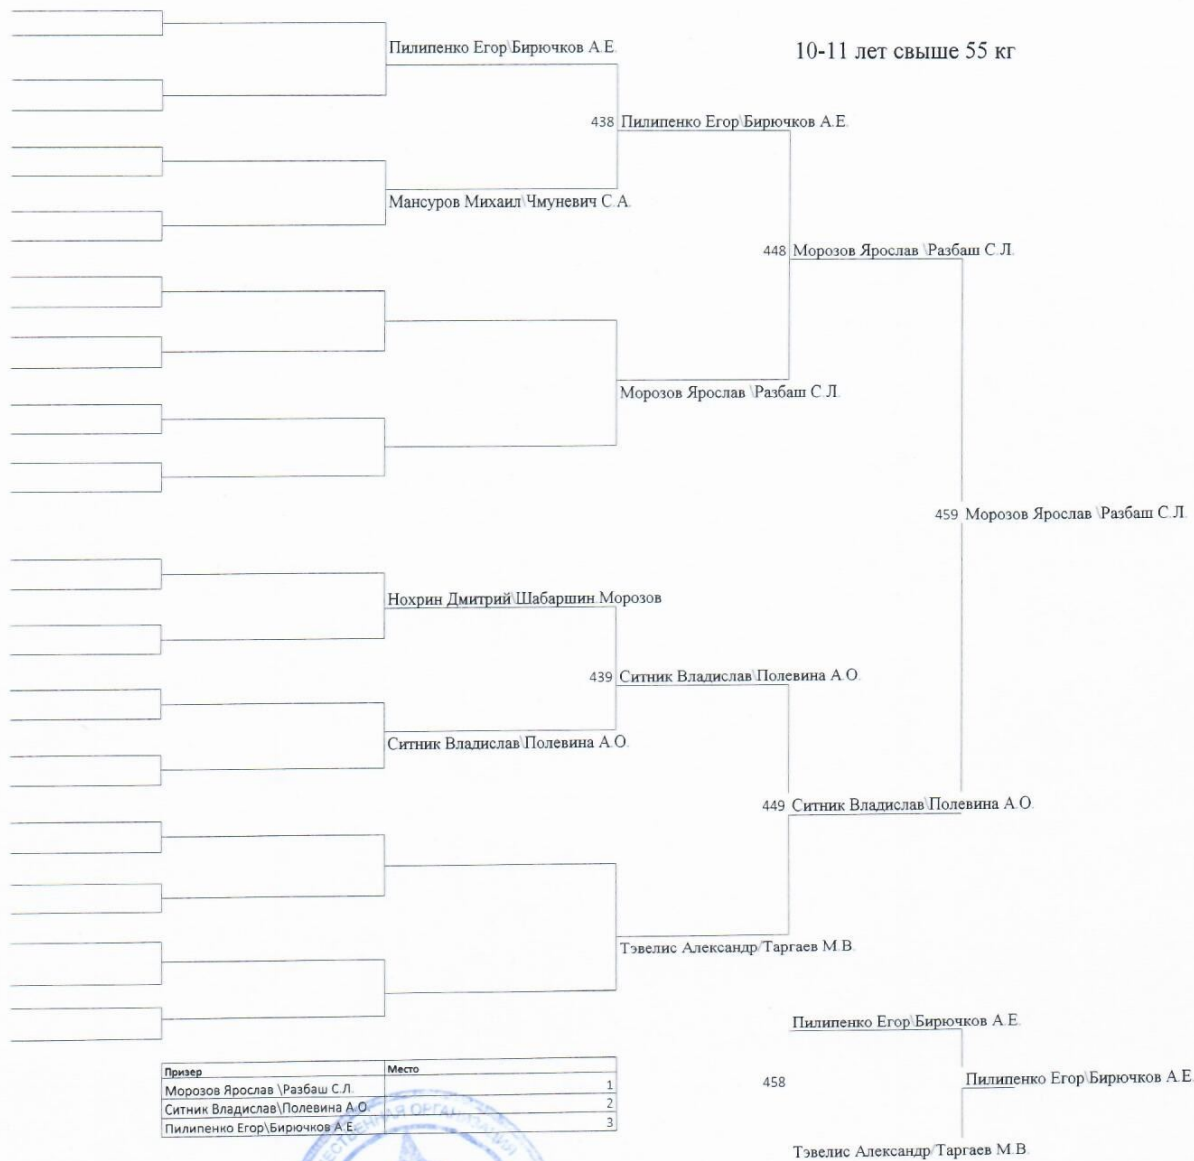 Пилипенко Егор\Бирючков А.Е.
10-11 лет свыше 55 кг
438 Пилипенко Егор\Бирючков А.Е.
Мансуров Михаил\Чмуневич С.А.
448 Морозов Ярослав \Разбаш С.Л.
Морозов Ярослав \Разбаш С.Л.
459 Морозов Ярослав \Разбаш С.Л.
Нохрин Дмитрий\Шабаршин.Морозов
439 Ситник Владислав\Полевина А.О.
Ситник Владислав\Полевина А.О.
449 Ситник Владислав\Полевина А.О.
Тэвелис Александр/Таргаев М.В.
Пилипенко Егор\Бирючков А.Е.
Призер Место
Морозов Ярослав \Разбаш С.Л. 1
Ситник Владислав\Полевина А.О. 2
Пилипенко Егор\Бирючков А.Е. 3
458 Пилипенко Егор\Бирючков А.Е.
Тэвелис Александр/Таргаев М.В.
ОРГАНИЗАЦИЯ